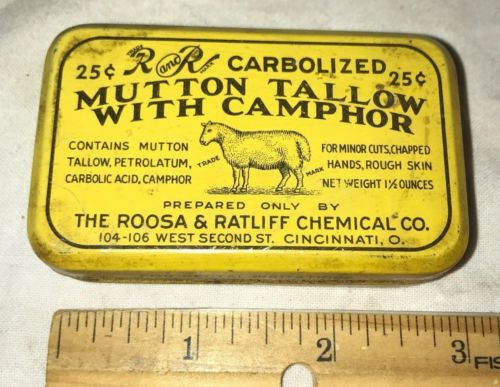 25¢ R and R CARBOLIZED 25¢
MUTTON TALLOW
WITH CAMPHOR
CONTAINS MUTTON
TALLOW, PETROLATUM,
CARBOLIC ACID, CAMPHOR
TRADE MARK
FOR MINOR CUTS, CHAPPED
HANDS, ROUGH SKIN
NET WEIGHT 1½ OUNCES
PREPARED ONLY BY
THE ROOSA & RATLIFF CHEMICAL CO.
104-106 WEST SECOND ST. CINCINNATI, O.
1 2 3 FIS